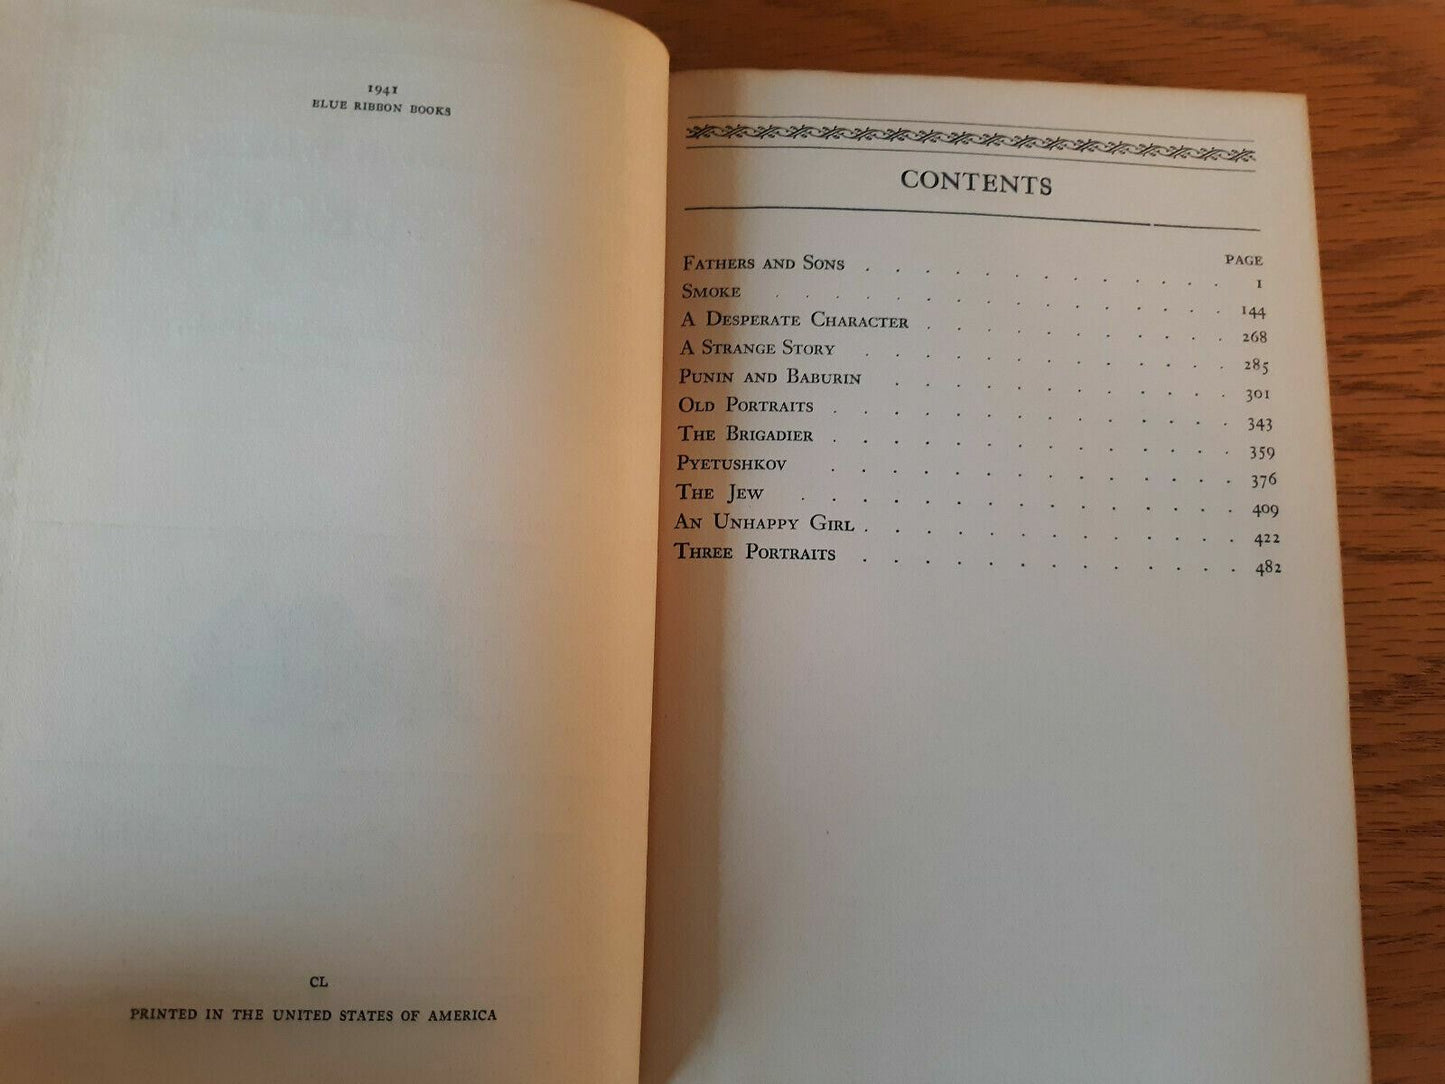 1941
BLUE RIBBON BOOKS
CL
PRINTED IN THE UNITED STATES OF AMERICA
CONTENTS
PAGE
FATHERS AND SONS . . . . . . . . . . . . 1
SMOKE . . . . . . . . . . . . . . . 144
A DESPERATE CHARACTER . . . . . . . . . . 268
A STRANGE STORY . . . . . . . . . . . . 285
PUNIN AND BABURIN . . . . . . . . . . . 301
OLD PORTRAITS . . . . . . . . . . . . . 343
THE BRIGADIER . . . . . . . . . . . . . 359
PYETUSHKOV . . . . . . . . . . . . . 376
THE JEW . . . . . . . . . . . . . . 409
AN UNHAPPY GIRL . . . . . . . . . . . . 422
THREE PORTRAITS . . . . . . . . . . . . 482